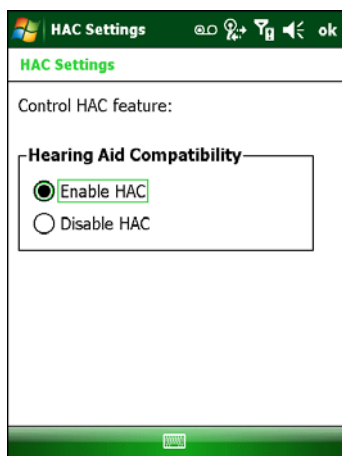 HAC Settings ok
HAC Settings
Control HAC feature:
Hearing Aid Compatibility
Enable HAC
Disable HAC